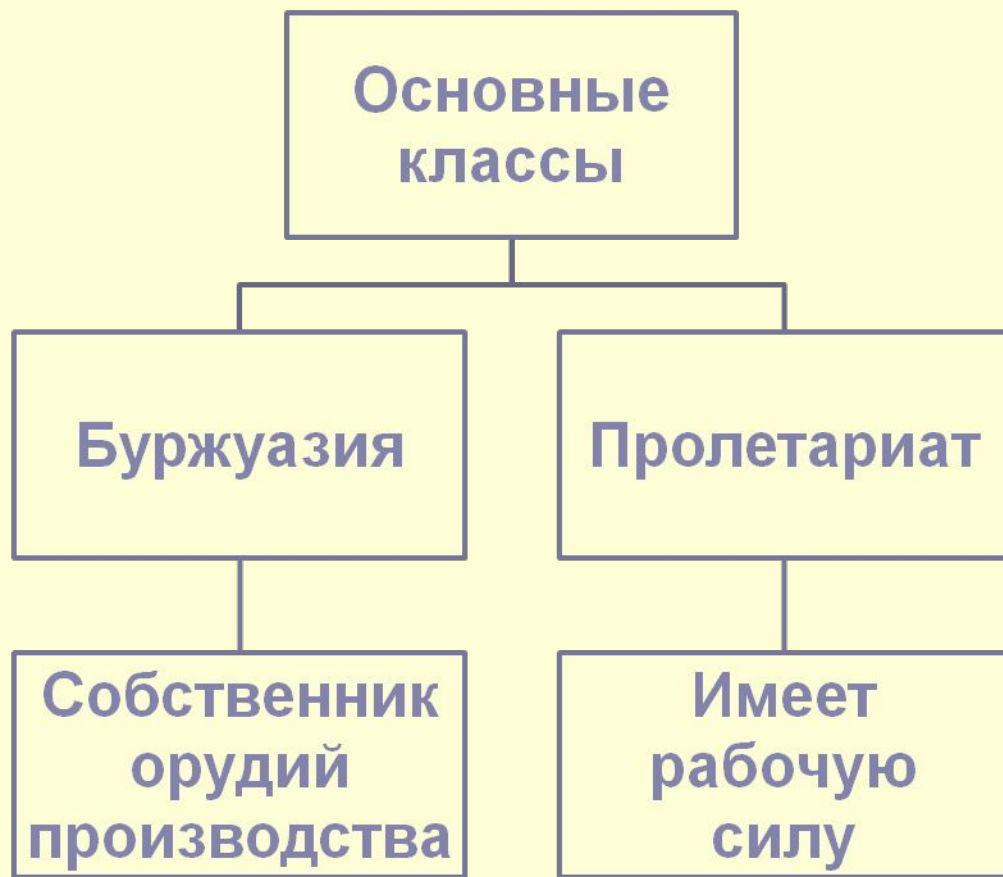 Основные
классы
Буржуазия
Пролетариат
Собственник
орудий
производства
Имеет
рабочую
силу